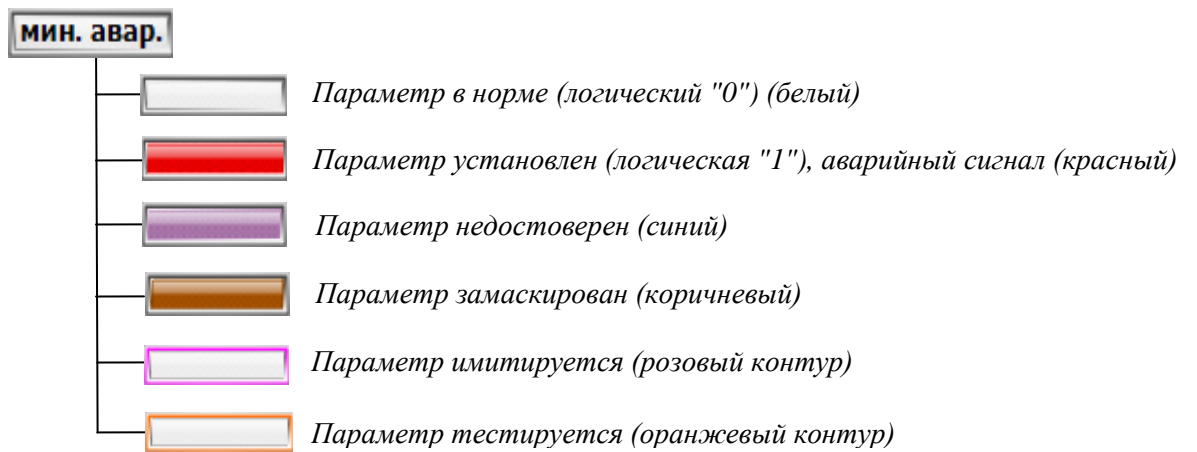 мин. авар.
Параметр в норме (логический "0") (белый)
Параметр установлен (логическая "1"), аварийный сигнал (красный)
Параметр недостоверен (синий)
Параметр замаскирован (коричневый)
Параметр имитируется (розовый контур)
Параметр тестируется (оранжевый контур)